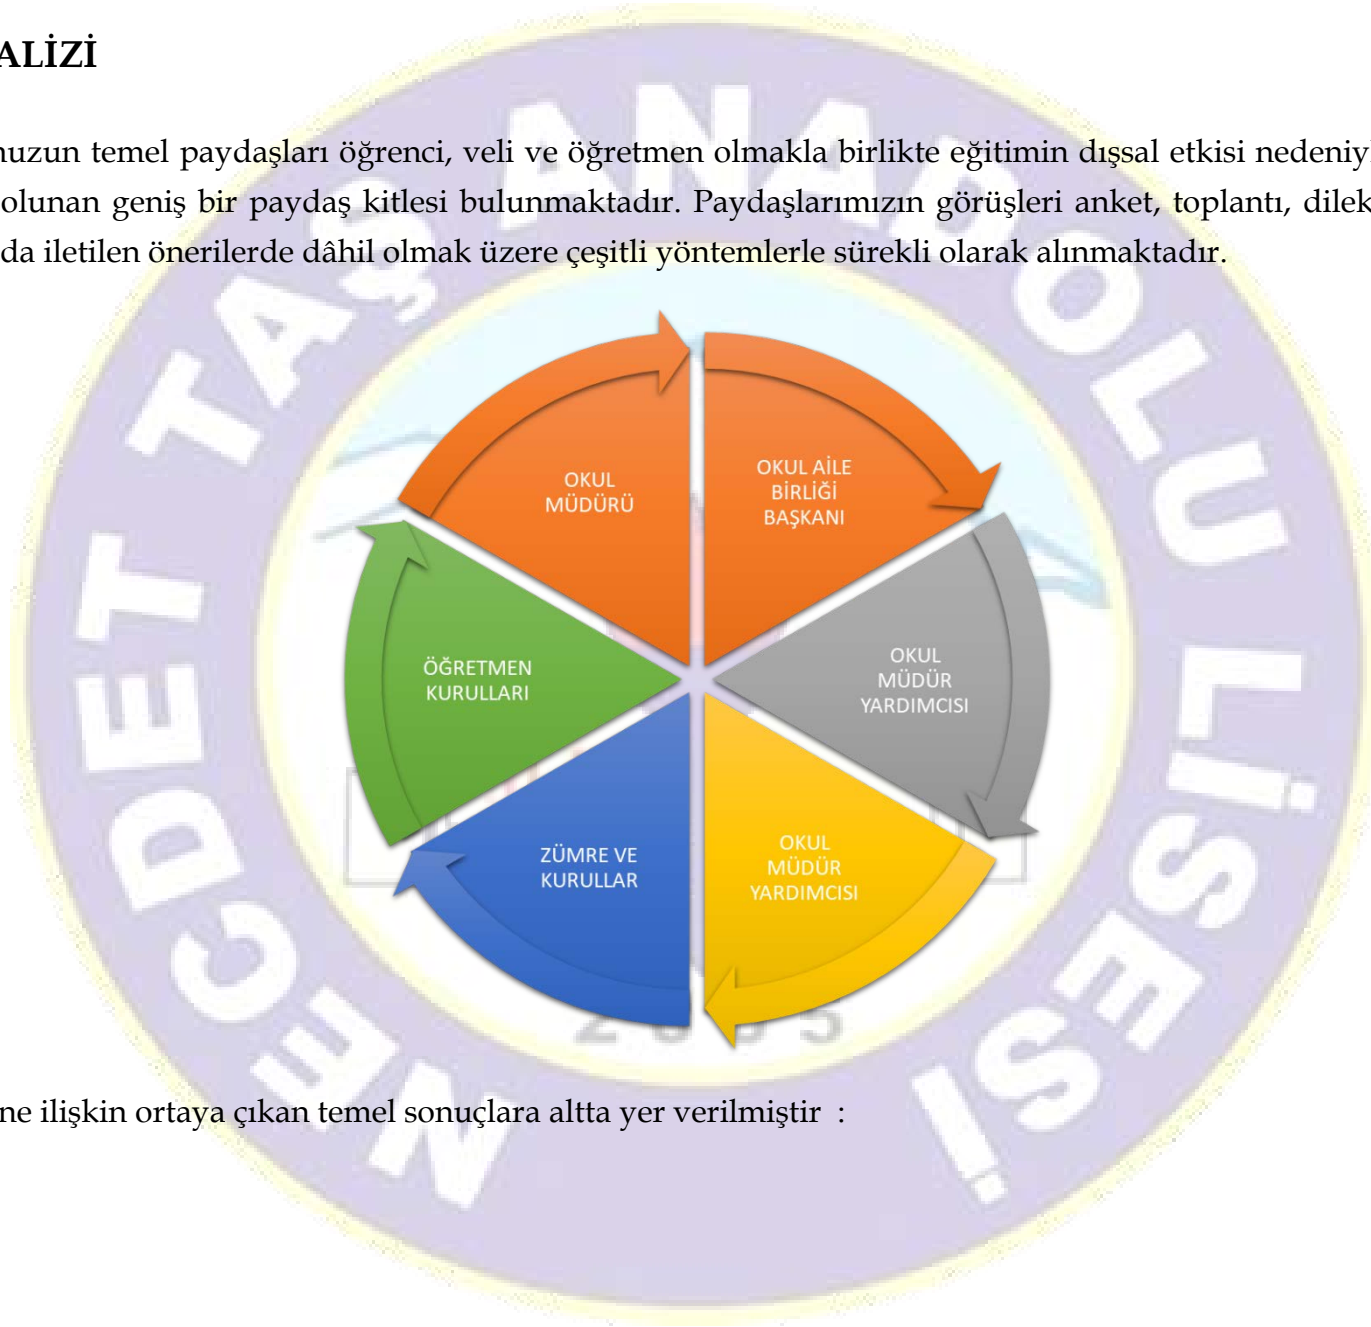 ALİZİ
muzun temel paydaşları öğrenci, veli ve öğretmen olmakla birlikte eğitimin dışsal etkisi nedeniy
olunan geniş bir paydaş kitlesi bulunmaktadır. Paydaşlarımızın görüşleri anket, toplantı, dilek
da iletilen önerilerde dâhil olmak üzere çeşitli yöntemlerle sürekli olarak alınmaktadır.
NECDET TAŞ ANADOLU LİSESİ
OKUL
MÜDÜRÜ
OKUL AİLE
BİRLİĞİ
BAŞKANI
ÖĞRETMEN
KURULLARI
OKUL
MÜDÜR
YARDIMCISI
ZÜMRE VE
KURULLAR
OKUL
MÜDÜR
YARDIMCISI
ne ilişkin ortaya çıkan temel sonuçlara altta yer verilmiştir :